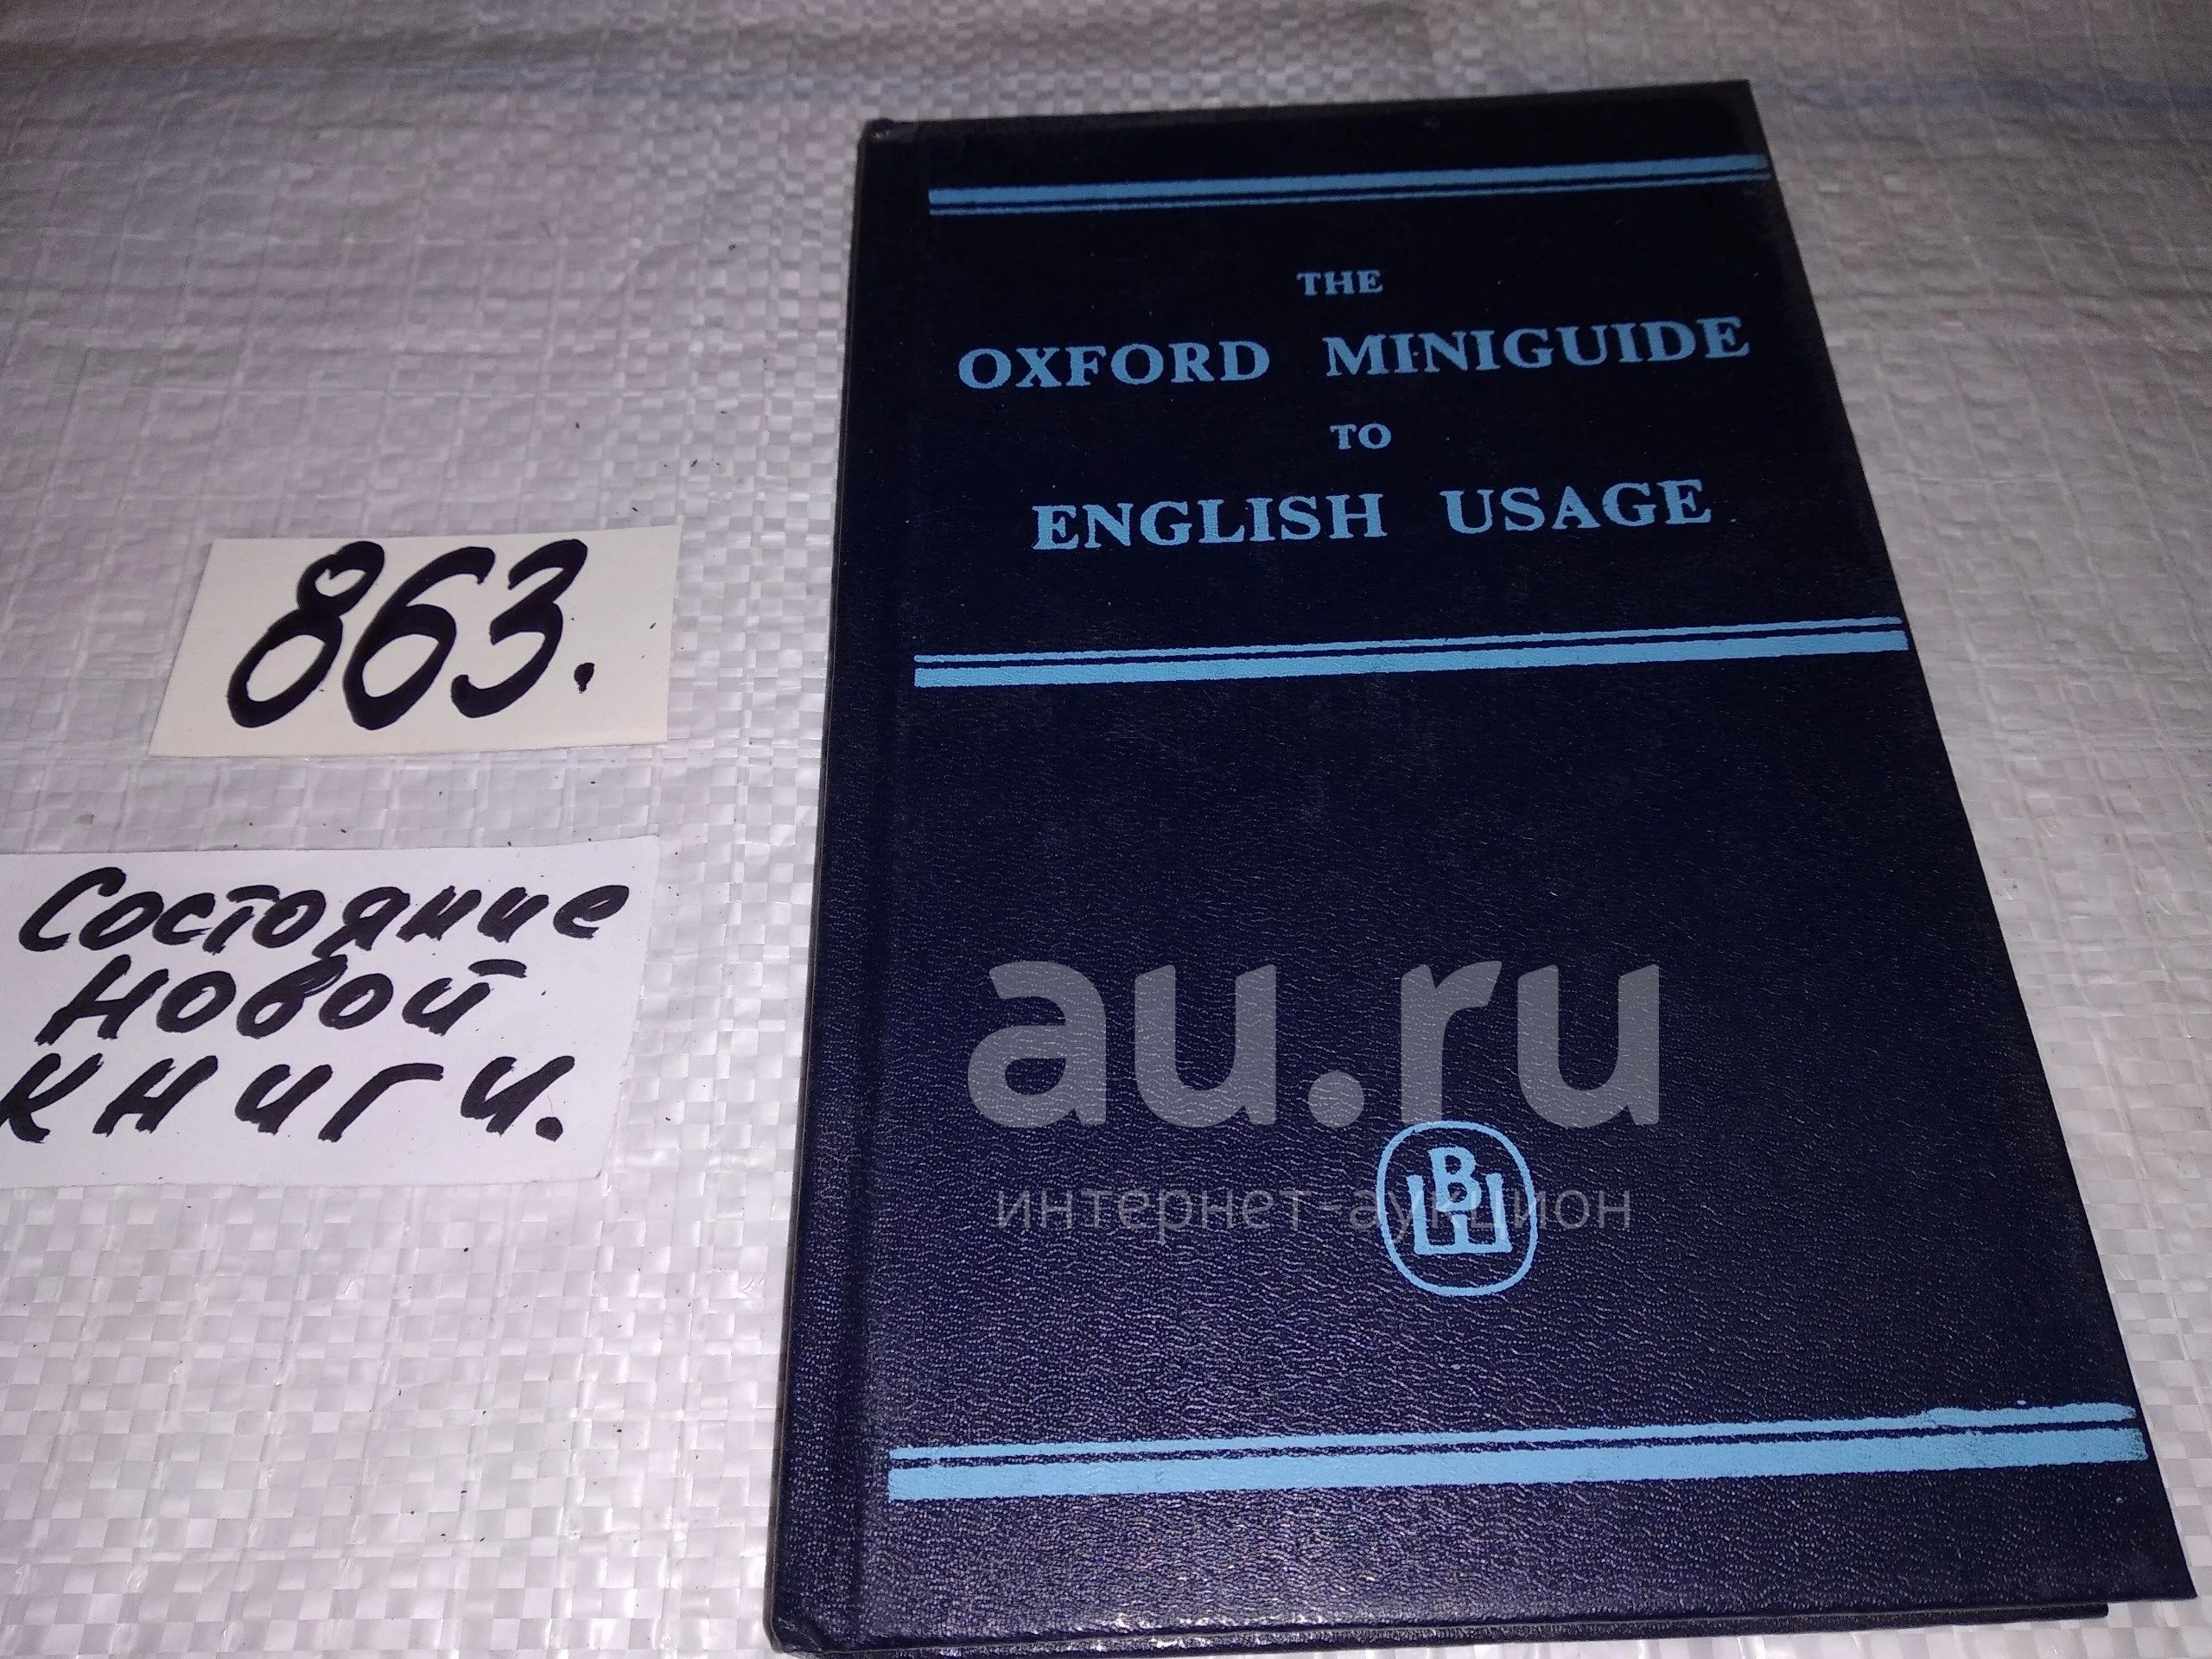 THE
OXFORD MINIGUIDE
TO
ENGLISH USAGE
863.
Состояние
новой
книги.
au.ru
интернет-аукцион
ВШ